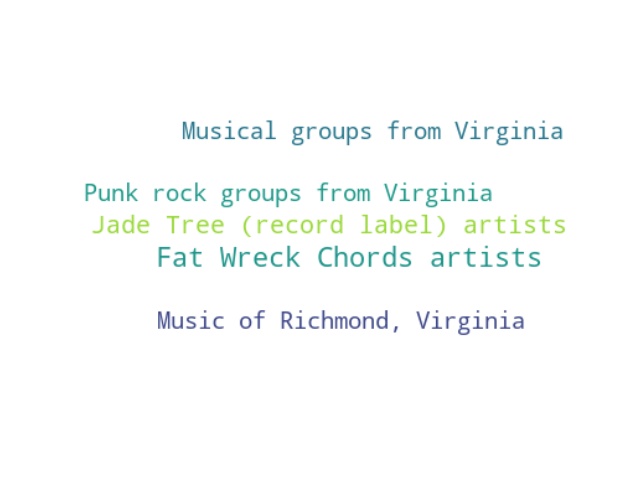 Musical groups from Virginia
Punk rock groups from Virginia
Jade Tree (record label) artists
Fat Wreck Chords artists
Music of Richmond, Virginia